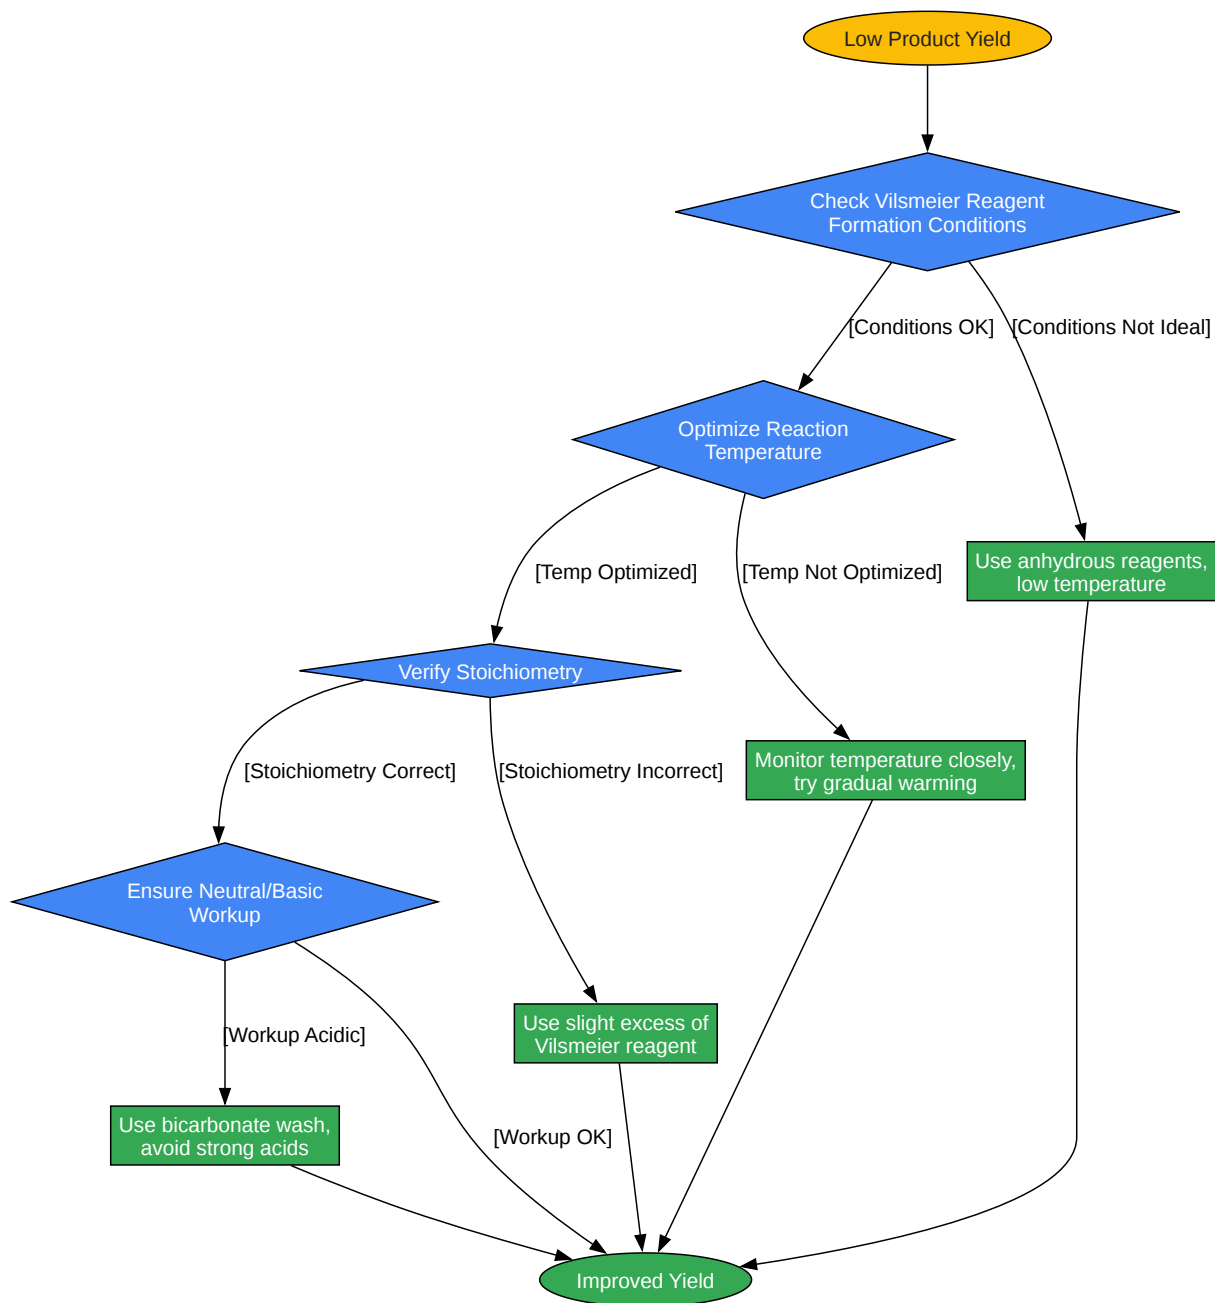 Low Product Yield
Check Vilsmeier Reagent
Formation Conditions
[Conditions OK]
[Conditions Not Ideal]
Optimize Reaction
Temperature
[Temp Optimized]
[Temp Not Optimized]
Use anhydrous reagents,
low temperature
Verify Stoichiometry
[Stoichiometry Correct]
[Stoichiometry Incorrect]
Monitor temperature closely,
try gradual warming
Ensure Neutral/Basic
Workup
[Workup Acidic]
Use slight excess of
Vilsmeier reagent
Use bicarbonate wash,
avoid strong acids
[Workup OK]
Improved Yield